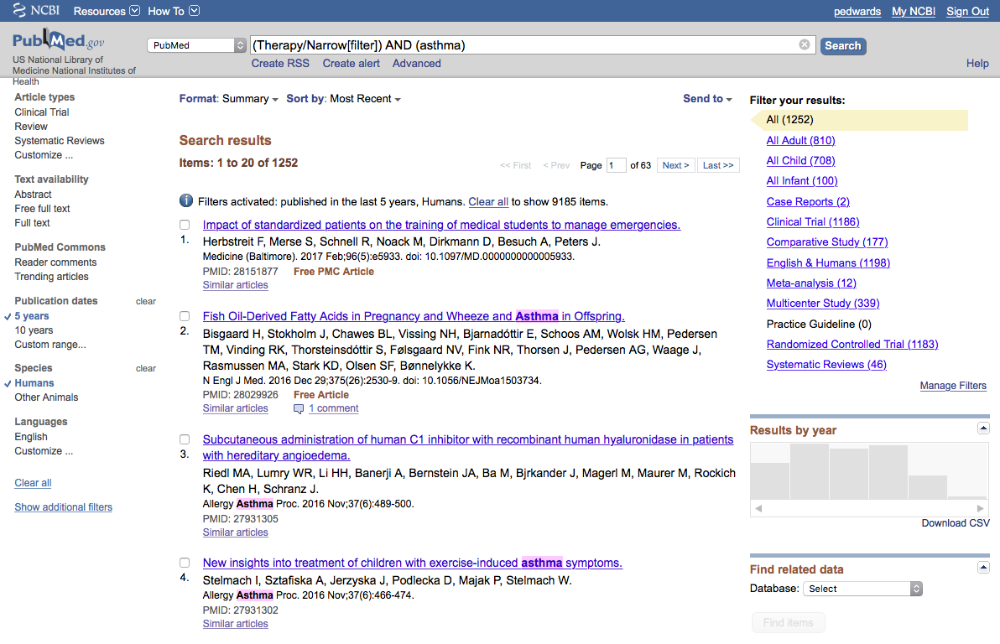 NCBI Resources How To pedwards My NCBI Sign Out
PubMed.gov
US National Library of
Medicine National Institutes of
Health
PubMed (Therapy/Narrow[filter]) AND (asthma) Search
Create RSS Create alert Advanced Help
Article types
Clinical Trial
Review
Systematic Reviews
Customize ...
Text availability
Abstract
Free full text
Full text
PubMed Commons
Reader comments
Trending articles
Publication dates clear
5 years
10 years
Custom range...
Species clear
Humans
Other Animals
Languages
English
Customize ...
Clear all
Show additional filters
Format: Summary Sort by: Most Recent Send to
Search results
Items: 1 to 20 of 1252
<< First < Prev Page 1 of 63 Next > Last >>
Filters activated: published in the last 5 years, Humans. Clear all to show 9185 items.
Impact of standardized patients on the training of medical students to manage emergencies.
1. Herbstreit F, Merse S, Schnell R, Noack M, Dirkmann D, Besuch A, Peters J.
Medicine (Baltimore). 2017 Feb;96(5):e5933. doi: 10.1097/MD.0000000000005933.
PMID: 28151877 Free PMC Article
Similar articles
Fish Oil-Derived Fatty Acids in Pregnancy and Wheeze and Asthma in Offspring.
2. Bisgaard H, Stokholm J, Chawes BL, Vissing NH, Bjarnadóttir E, Schoos AM, Wolsk HM, Pedersen
TM, Vinding RK, Thorsteinsdóttir S, Følsgaard NV, Fink NR, Thorsen J, Pedersen AG, Waage J,
Rasmussen MA, Stark KD, Olsen SF, Bønnelykke K.
N Engl J Med. 2016 Dec 29;375(26):2530-9. doi: 10.1056/NEJMoa1503734.
PMID: 28029926 Free Article
Similar articles 1 comment
Subcutaneous administration of human C1 inhibitor with recombinant human hyaluronidase in patients
3. with hereditary angioedema.
Riedl MA, Lumry WR, Li HH, Banerji A, Bernstein JA, Ba M, Bjrkander J, Magerl M, Maurer M, Rockich
K, Chen H, Schranz J.
Allergy Asthma Proc. 2016 Nov;37(6):489-500.
PMID: 27931305
Similar articles
New insights into treatment of children with exercise-induced asthma symptoms.
4. Stelmach I, Sztafiska A, Jerzyska J, Podlecka D, Majak P, Stelmach W.
Allergy Asthma Proc. 2016 Nov;37(6):466-474.
PMID: 27931302
Similar articles
Filter your results:
All (1252)
All Adult (810)
All Child (708)
All Infant (100)
Case Reports (2)
Clinical Trial (1186)
Comparative Study (177)
English & Humans (1198)
Meta-analysis (12)
Multicenter Study (339)
Practice Guideline (0)
Randomized Controlled Trial (1183)
Systematic Reviews (46)
Manage Filters
Results by year
Download CSV
Find related data
Database: Select
Find items